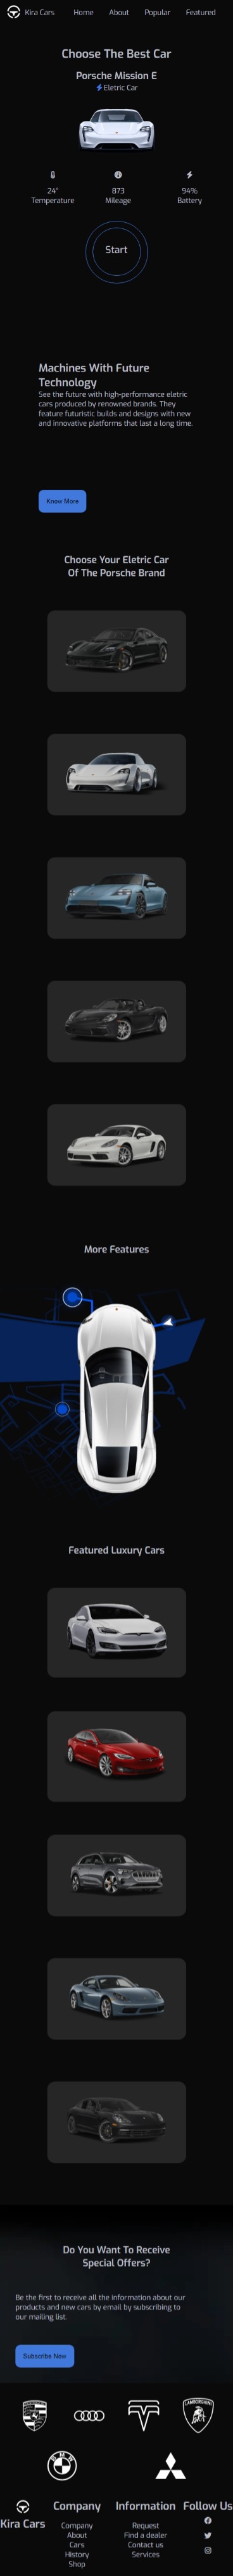 Kira Cars Home About Popular Featured
Choose The Best Car
Porsche Mission E
Eletric Car
24° 873 94%
Temperature Mileage Battery
Start
Machines With Future
Technology
See the future with high-performance eletric
cars produced by renowned brands. They
feature futuristic builds and designs with new
and innovative platforms that last a long time.
Know More
Choose Your Eletric Car
Of The Porsche Brand
More Features
Featured Luxury Cars
Do You Want To Receive
Special Offers?
Be the first to receive all the information about our
products and new cars by email by subscribing to
our mailing list.
Subscribe Now
LAMBORGHINI
BMW
Kira Cars
Company
Company
About
Cars
History
Shop
Information
Request
Find a dealer
Contact us
Services
Follow Us